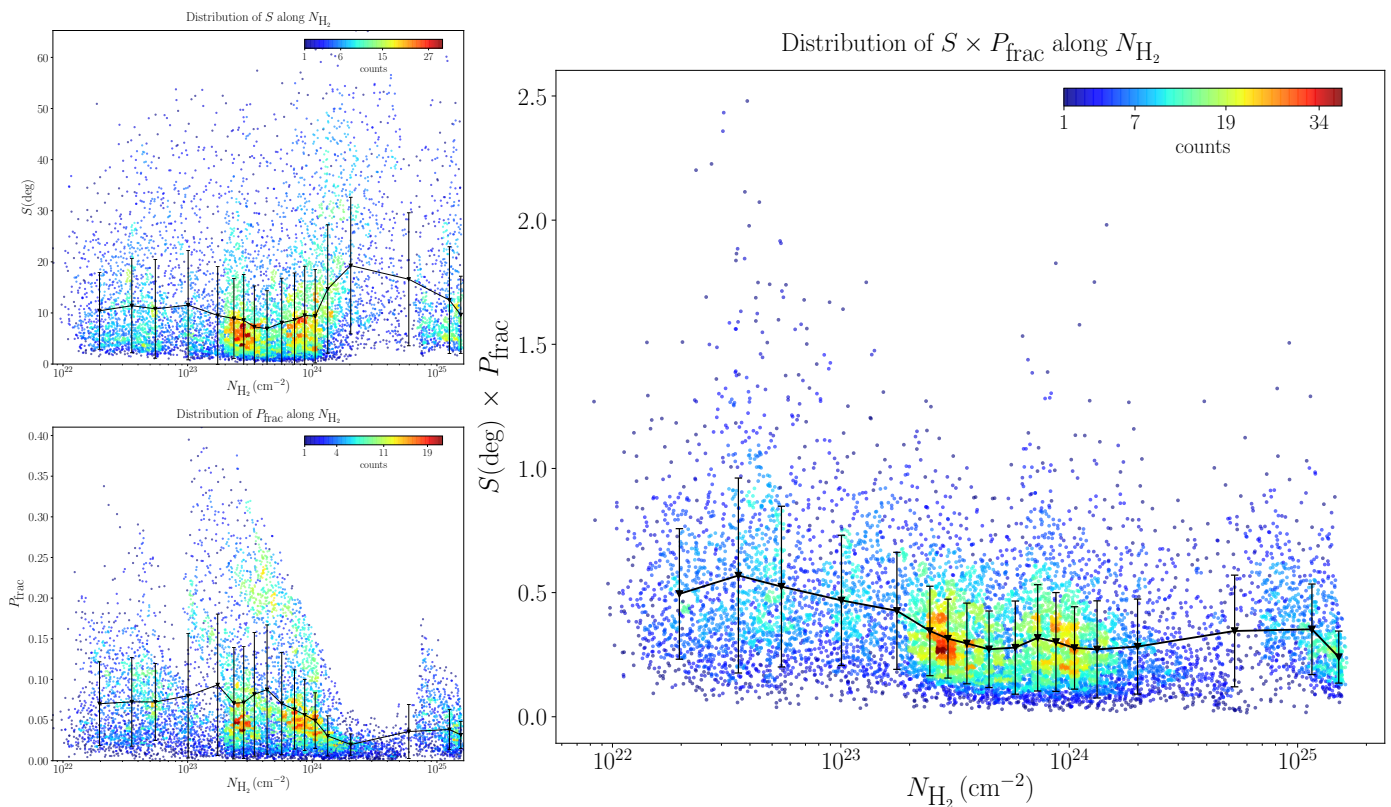 Distribution of S along N_H₂
1 6 15 27
counts
60
50
40
30
20
10
0
S(deg)
10²² 10²³ 10²⁴ 10²⁵
N_H₂ (cm⁻²)
Distribution of P_frac along N_H₂
1 4 11 19
counts
0.40
0.35
0.30
0.25
0.20
0.15
0.10
0.05
0.00
P_frac
10²² 10²³ 10²⁴ 10²⁵
N_H₂ (cm⁻²)
Distribution of S × P_frac along N_H₂
1 7 19 34
counts
2.5
2.0
1.5
1.0
0.5
0.0
S(deg) × P_frac
10²² 10²³ 10²⁴ 10²⁵
N_H₂ (cm⁻²)